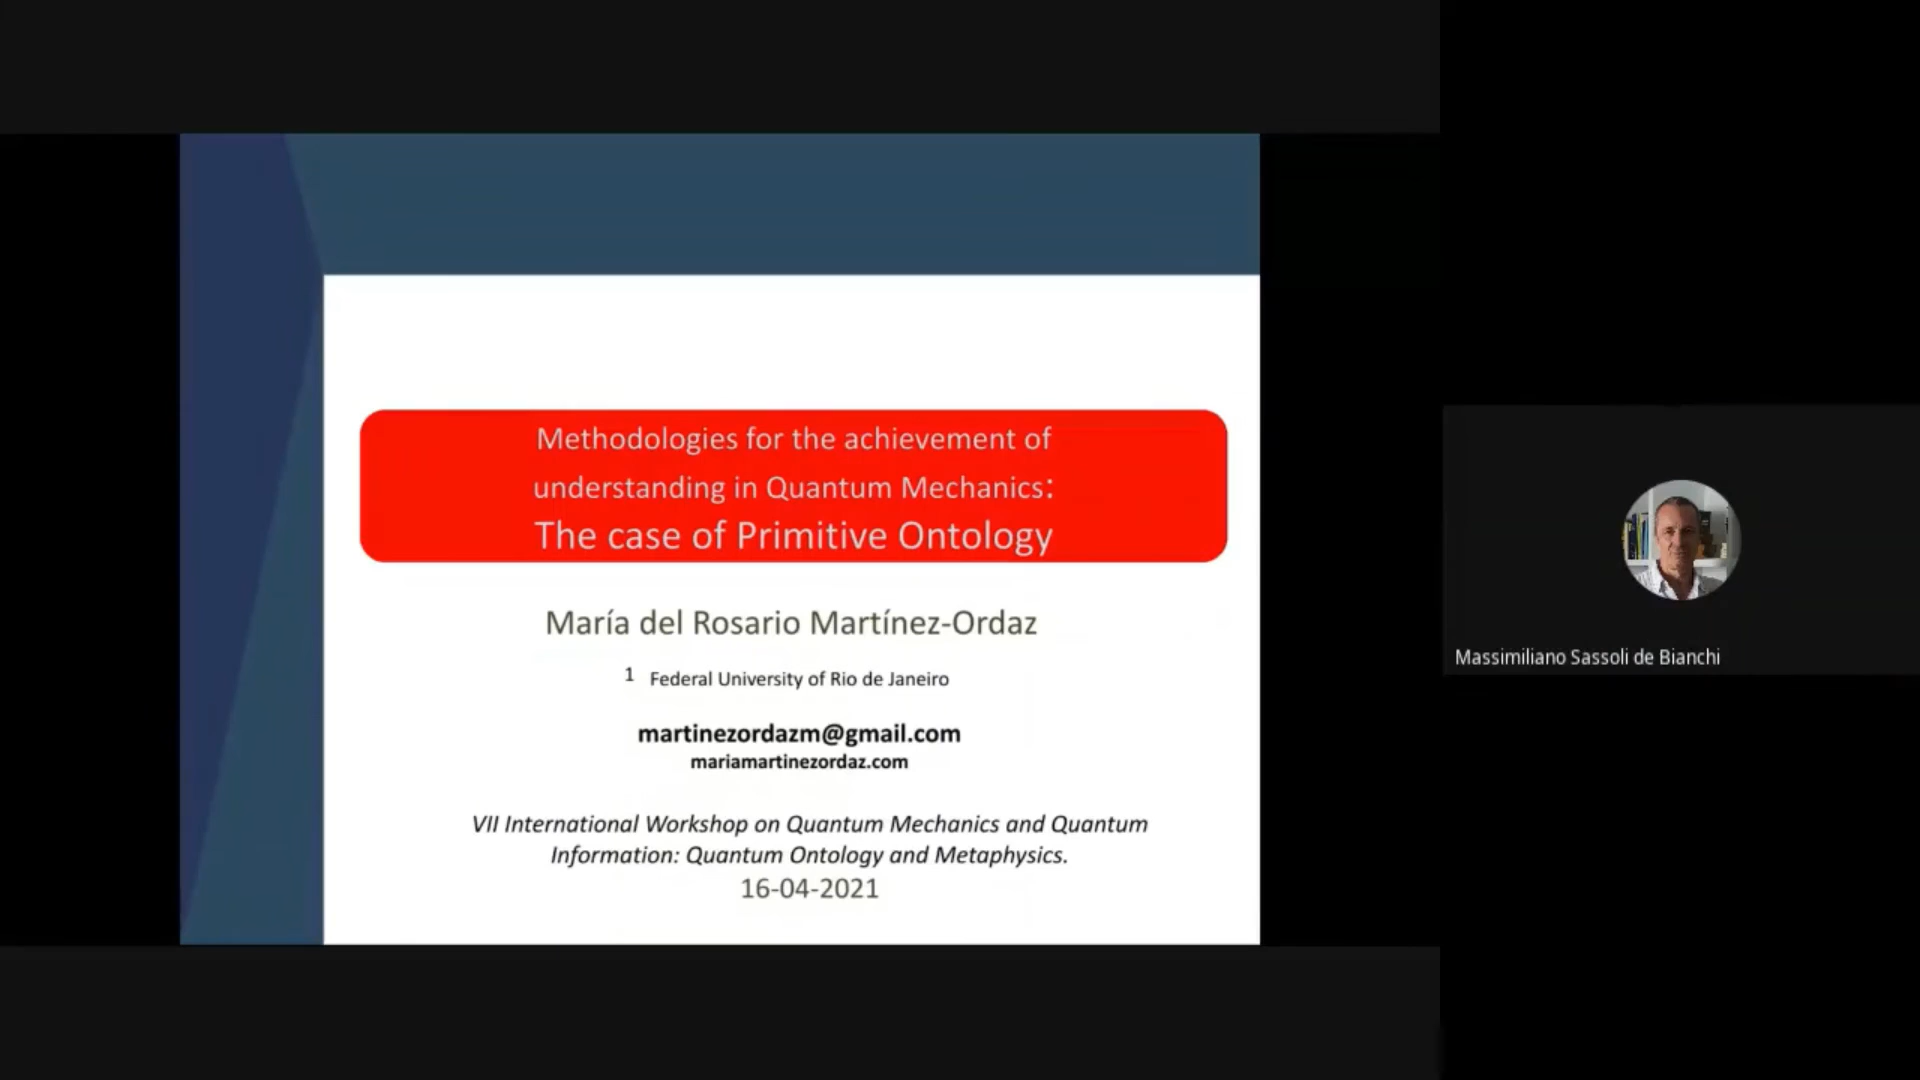 Methodologies for the achievement of
understanding in Quantum Mechanics:
The case of Primitive Ontology
María del Rosario Martínez-Ordaz
1 Federal University of Rio de Janeiro
martinezordazm@gmail.com
mariamartinezordaz.com
VII International Workshop on Quantum Mechanics and Quantum
Information: Quantum Ontology and Metaphysics.
16-04-2021
Massimiliano Sassoli de Bianchi